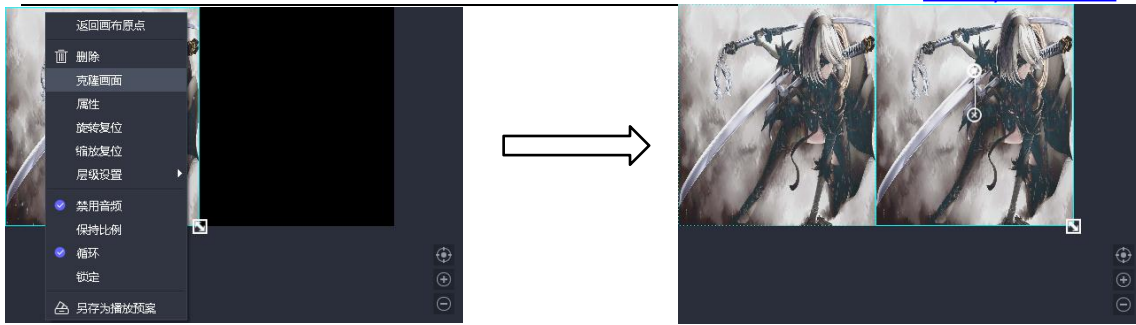 返回画布原点
删除
克隆画面
属性
旋转复位
缩放复位
层级设置
禁用音频
保持比例
循环
锁定
另存为播放预案